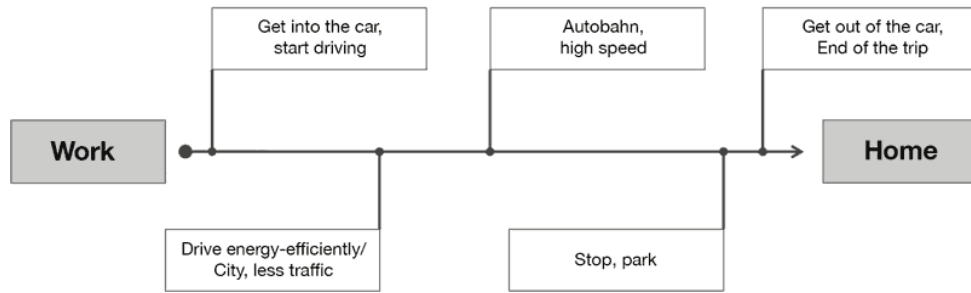 Get into the car,
start driving
Autobahn,
high speed
Get out of the car,
End of the trip
Work
Home
Drive energy-efficiently/
City, less traffic
Stop, park